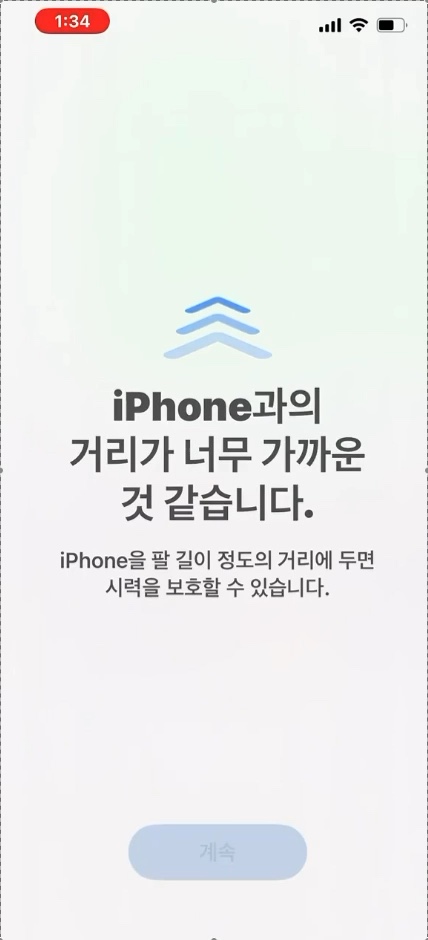 1:34
iPhone과의
거리가 너무 가까운
것 같습니다.
iPhone을 팔 길이 정도의 거리에 두면
시력을 보호할 수 있습니다.
계속